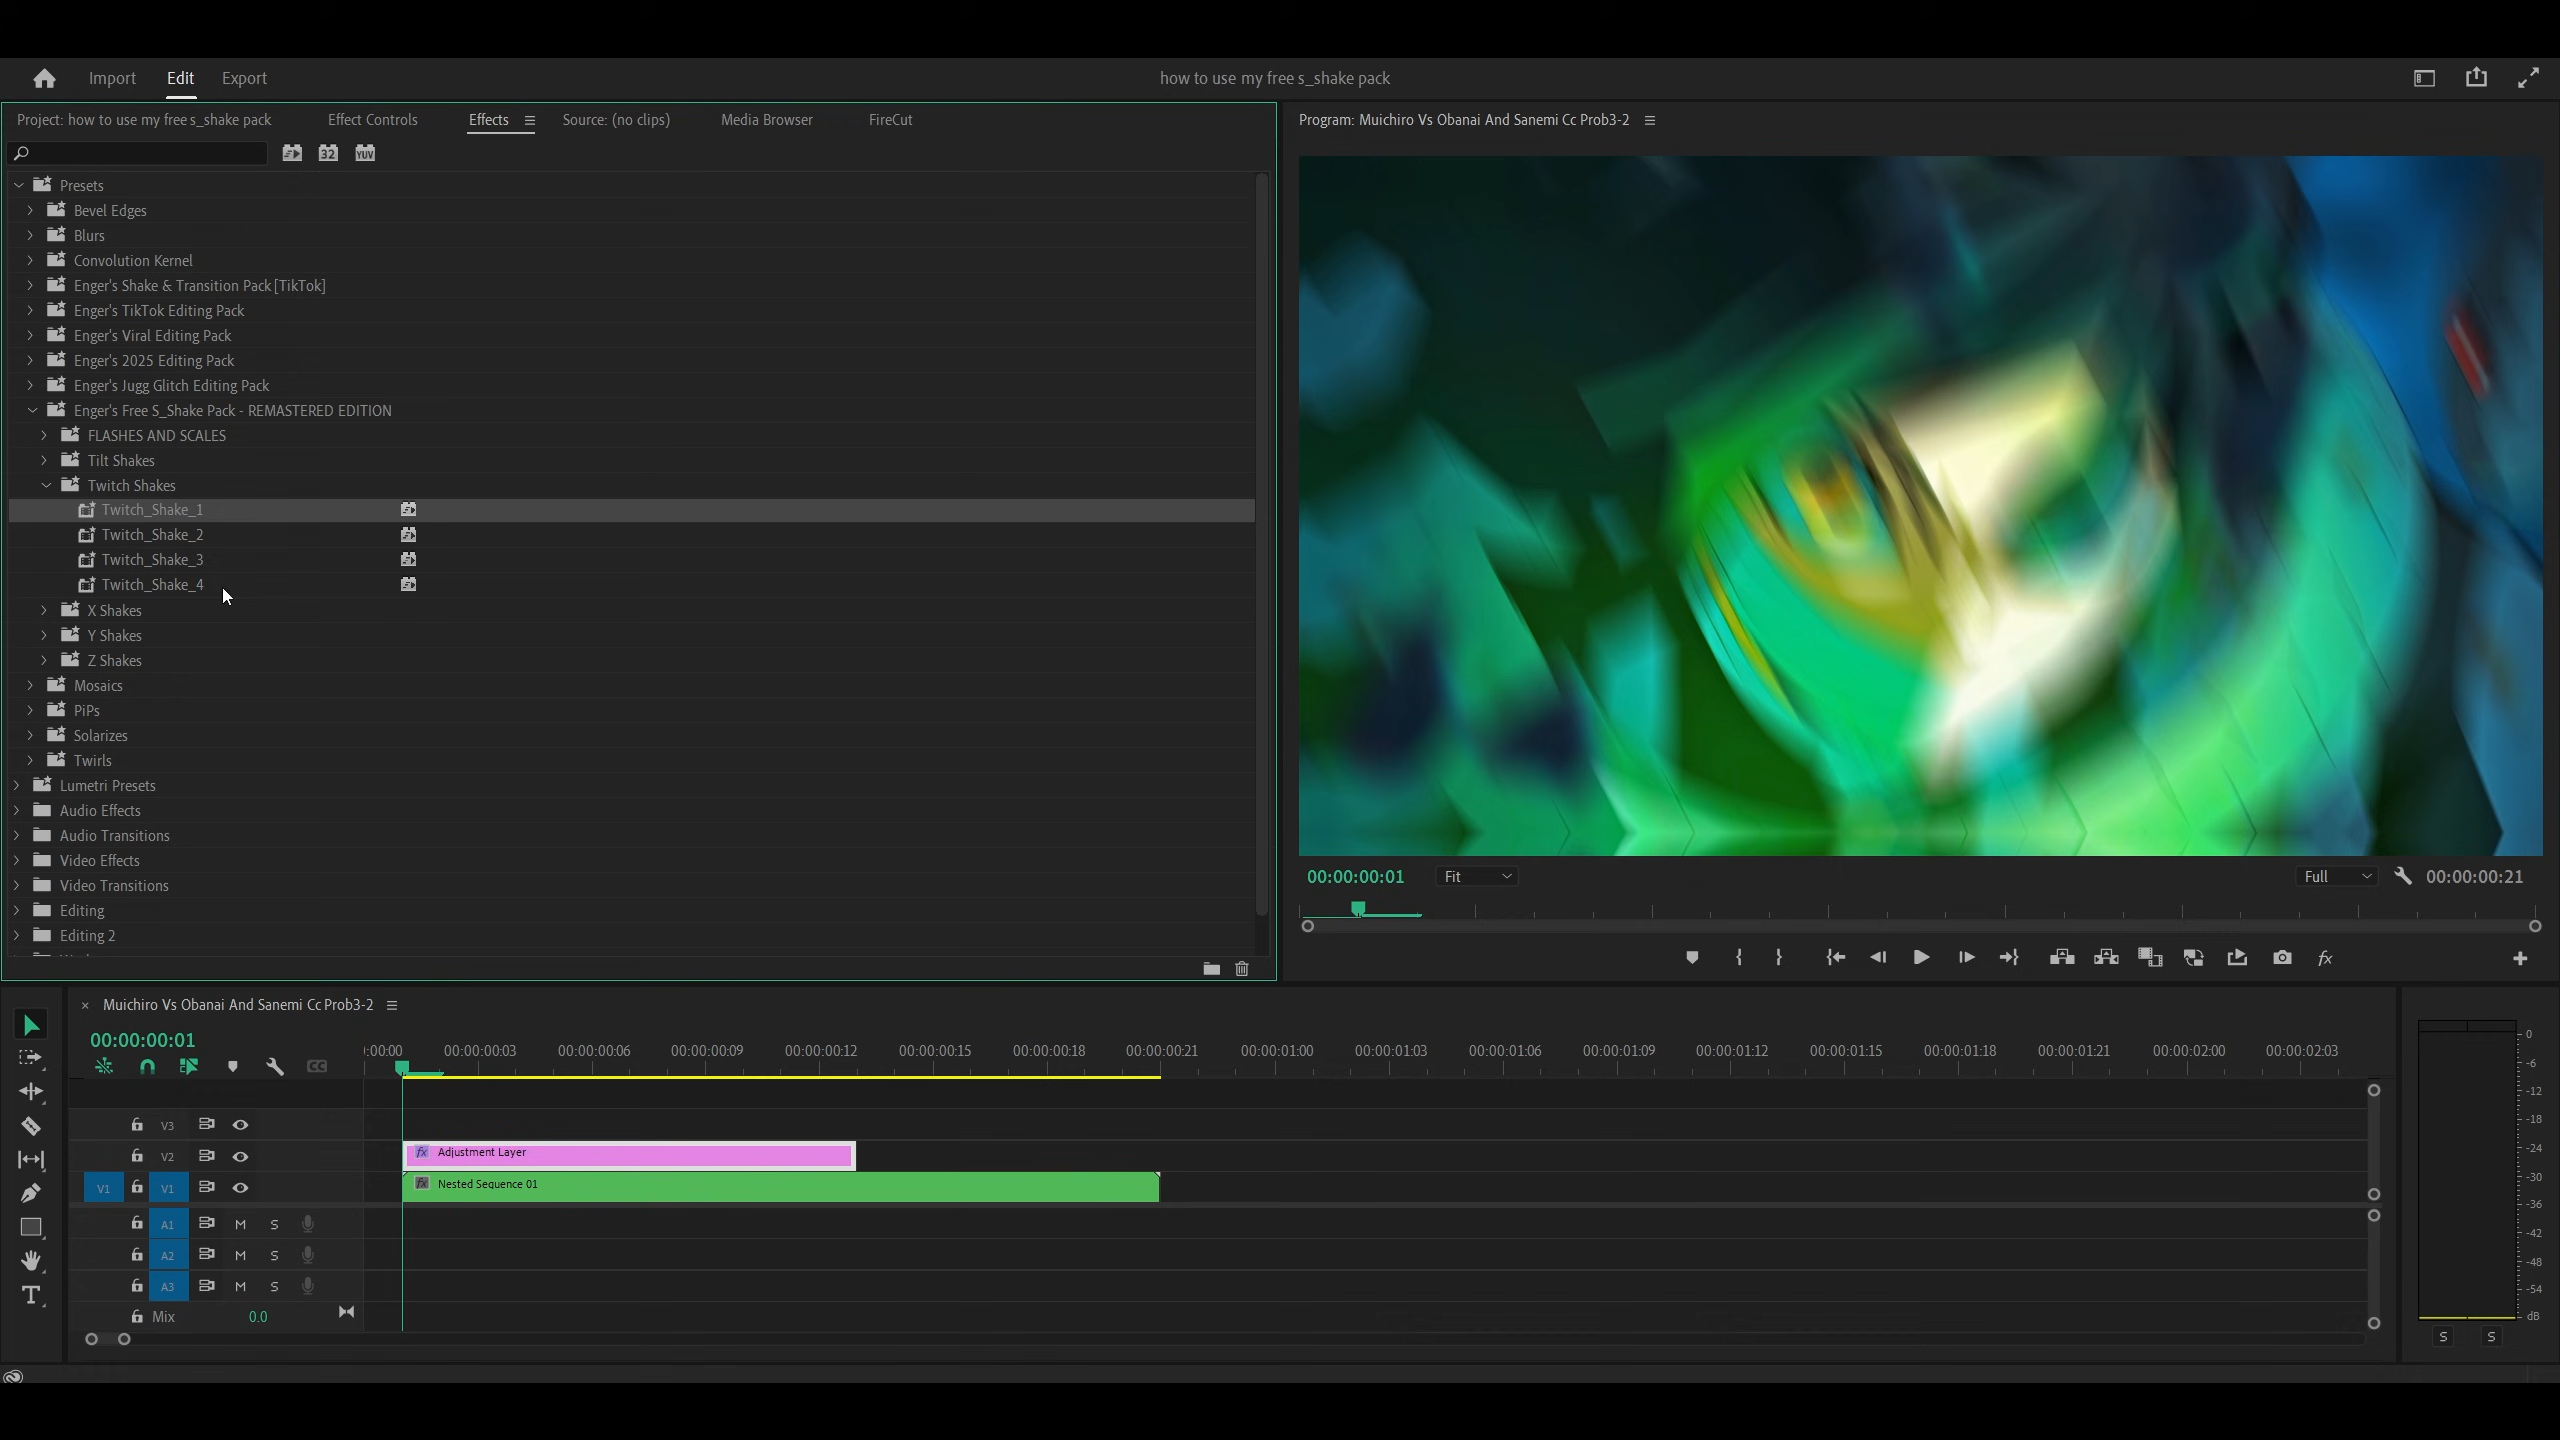 Import Edit Export how to use my free s_shake pack
Project: how to use my free s_shake pack Effect Controls Effects Source: (no clips) Media Browser FireCut
32 YUV
Presets
Bevel Edges
Blurs
Convolution Kernel
Enger's Shake & Transition Pack [TikTok]
Enger's TikTok Editing Pack
Enger's Viral Editing Pack
Enger's 2025 Editing Pack
Enger's Jugg Glitch Editing Pack
Enger's Free S_Shake Pack - REMASTERED EDITION
FLASHES AND SCALES
Tilt Shakes
Twitch Shakes
Twitch_Shake_1
Twitch_Shake_2
Twitch_Shake_3
Twitch_Shake_4
X Shakes
Y Shakes
Z Shakes
Mosaics
PiPs
Solarizes
Twirls
Lumetri Presets
Audio Effects
Audio Transitions
Video Effects
Video Transitions
Editing
Editing 2
Program: Muichiro Vs Obanai And Sanemi Cc Prob3-2
00:00:00:01 Fit Full 00:00:00:21
fx
Muichiro Vs Obanai And Sanemi Cc Prob3-2
00:00:00:01
:00:00 00:00:00:03 00:00:00:06 00:00:00:09 00:00:00:12 00:00:00:15 00:00:00:18 00:00:00:21 00:00:01:00 00:00:01:03 00:00:01:06 00:00:01:09 00:00:01:12 00:00:01:15 00:00:01:18 00:00:01:21 00:00:02:00 00:00:02:03
CC
V3
V2 fx Adjustment Layer
V1 V1 fx Nested Sequence 01
A1 M S
A2 M S
A3 M S
Mix 0.0
0
-6
-12
-18
-24
-30
-36
-42
-48
-54
dB
S S